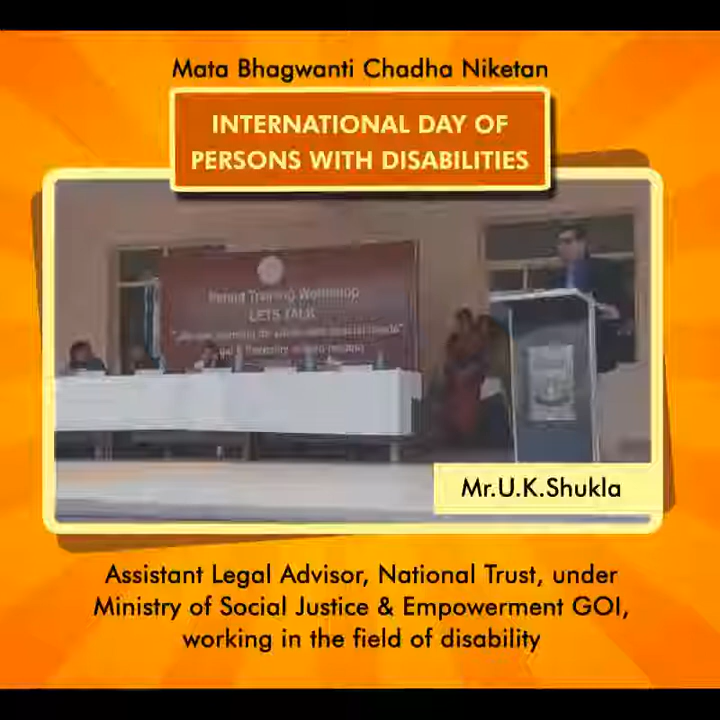 Mata Bhagwanti Chadha Niketan
INTERNATIONAL DAY OF
PERSONS WITH DISABILITIES
Parent Training Workshop
LETS TALK
Mr.U.K.Shukla
Assistant Legal Advisor, National Trust, under
Ministry of Social Justice & Empowerment GOI,
working in the field of disability